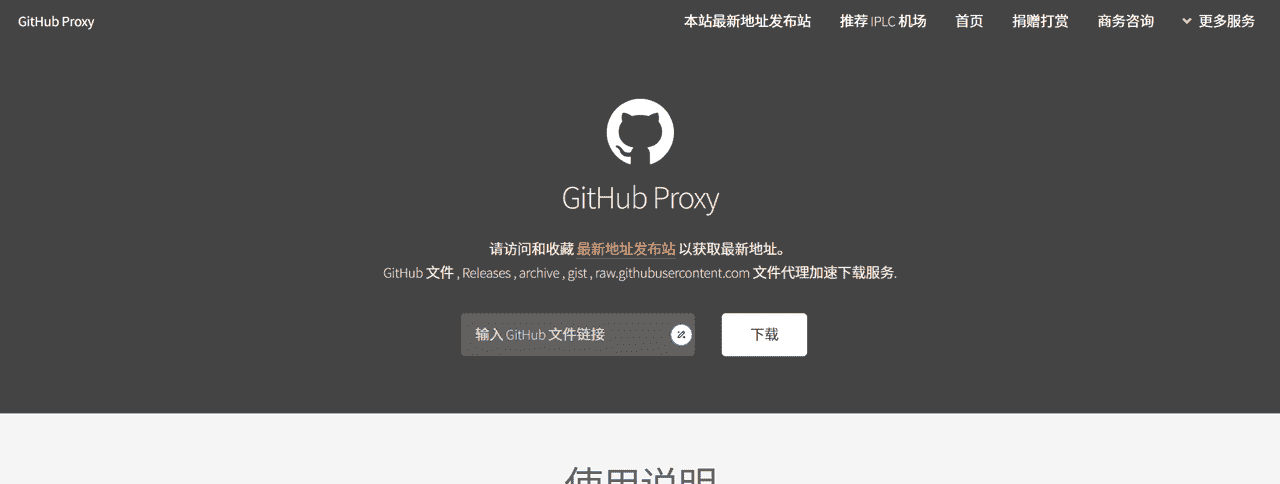 GitHub Proxy
本站最新地址发布站 推荐 IPLC 机场 首页 捐赠打赏 商务咨询 更多服务
GitHub Proxy
请访问和收藏 最新地址发布站 以获取最新地址。
GitHub 文件 , Releases , archive , gist , raw.githubusercontent.com 文件代理加速下载服务.
输入 GitHub 文件链接
下载
使用说明